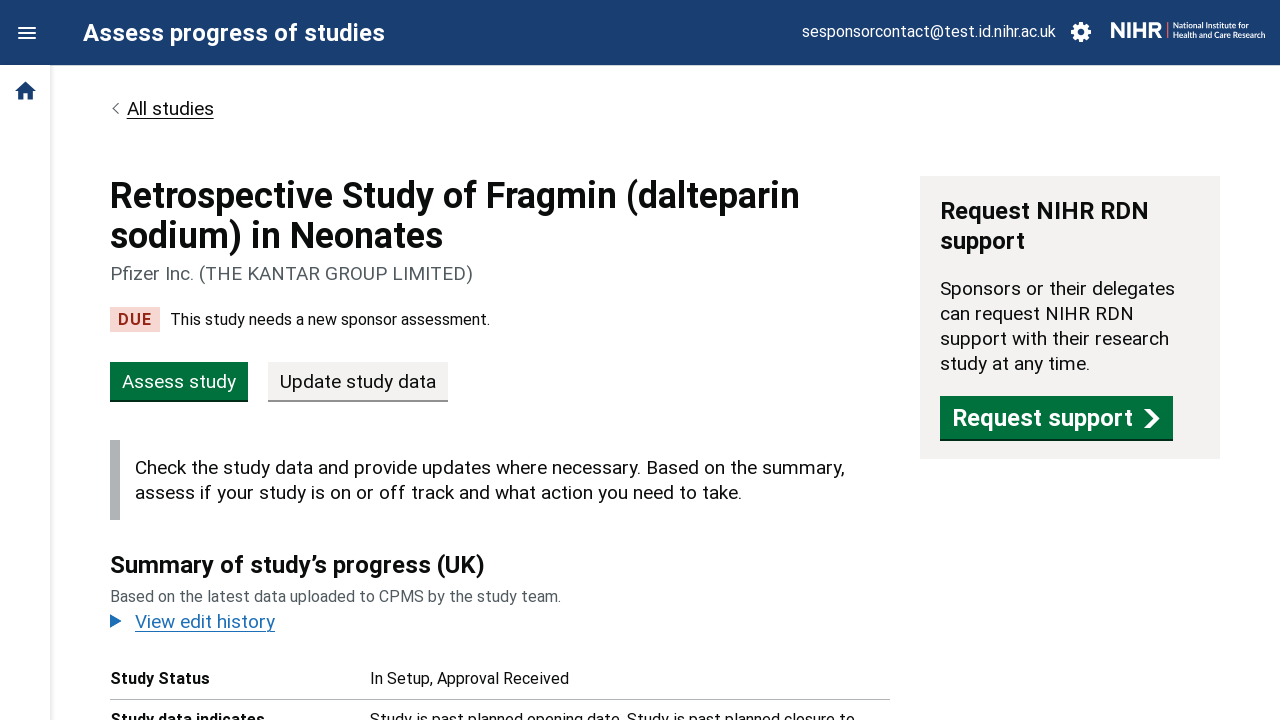 Assess progress of studies
sesponsorcontact@test.id.nihr.ac.uk
NIHR
National Institute for
Health and Care Research
All studies
Retrospective Study of Fragmin (dalteparin
sodium) in Neonates
Pfizer Inc. (THE KANTAR GROUP LIMITED)
DUE
This study needs a new sponsor assessment.
Assess study
Update study data
Check the study data and provide updates where necessary. Based on the summary,
assess if your study is on or off track and what action you need to take.
Summary of study’s progress (UK)
Based on the latest data uploaded to CPMS by the study team.
View edit history
Study Status
In Setup, Approval Received
Study data indicates
Study is past planned opening date, Study is past planned closure to
Request NIHR RDN
support
Sponsors or their delegates
can request NIHR RDN
support with their research
study at any time.
Request support